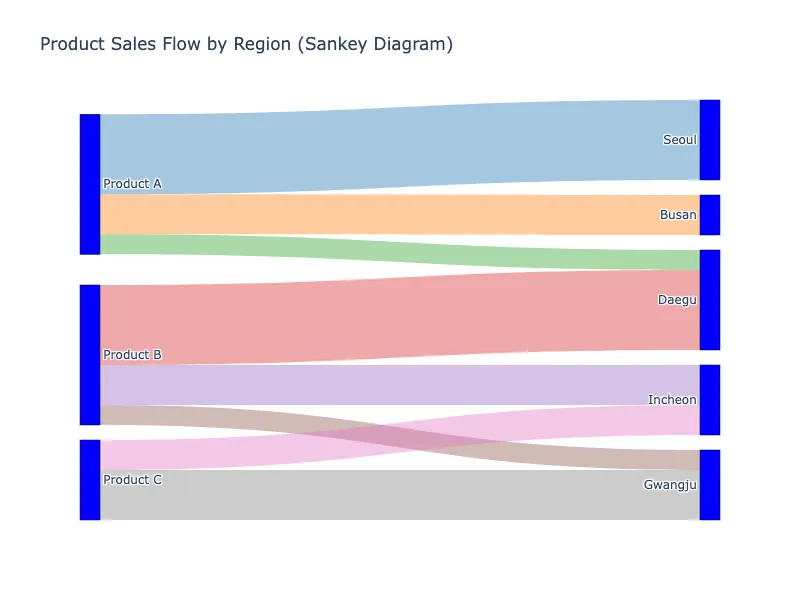 Product Sales Flow by Region (Sankey Diagram)
Seoul
Product A
Busan
Daegu
Product B
Incheon
Product C
Gwangju